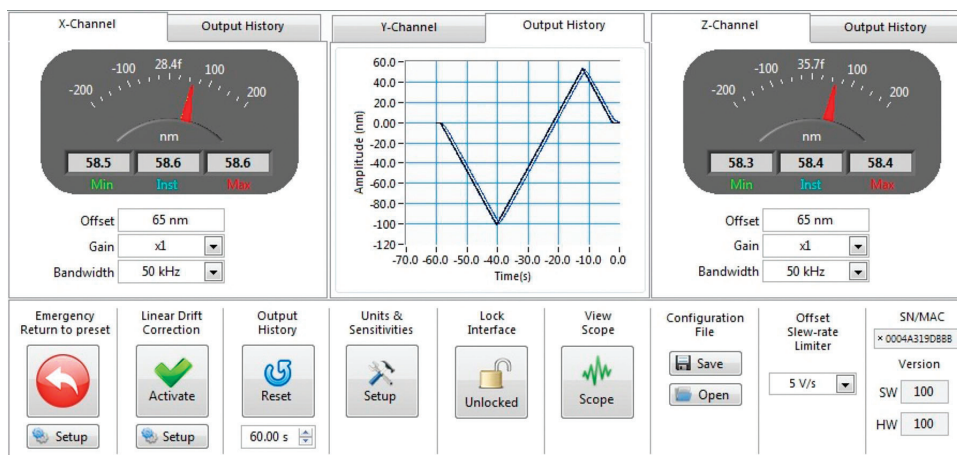 X-Channel
Output History
-200
-100
28.4f
100
200
nm
58.5
58.6
58.6
Min
Inst
Max
Offset
65 nm
Gain
x1
Bandwidth
50 kHz
Y-Channel
Output History
Amplitude (nm)
60.0
40.0
20.0
0.00
-20.0
-40.0
-60.0
-80.0
-100
-120
-70.0 -60.0 -50.0 -40.0 -30.0 -20.0 -10.0 0.0
Time(s)
Z-Channel
Output History
-200
-100
35.7f
100
200
nm
58.3
58.4
58.4
Min
Inst
Max
Offset
65 nm
Gain
x1
Bandwidth
50 kHz
Emergency
Return to preset
Setup
Linear Drift
Correction
Activate
Setup
Output
History
Reset
60.00 s
Units &
Sensitivities
Setup
Lock
Interface
Unlocked
View
Scope
Scope
Configuration
File
Save
Open
Offset
Slew-rate
Limiter
5 V/s
SN/MAC
× 0004A319DBBB
Version
SW 100
HW 100